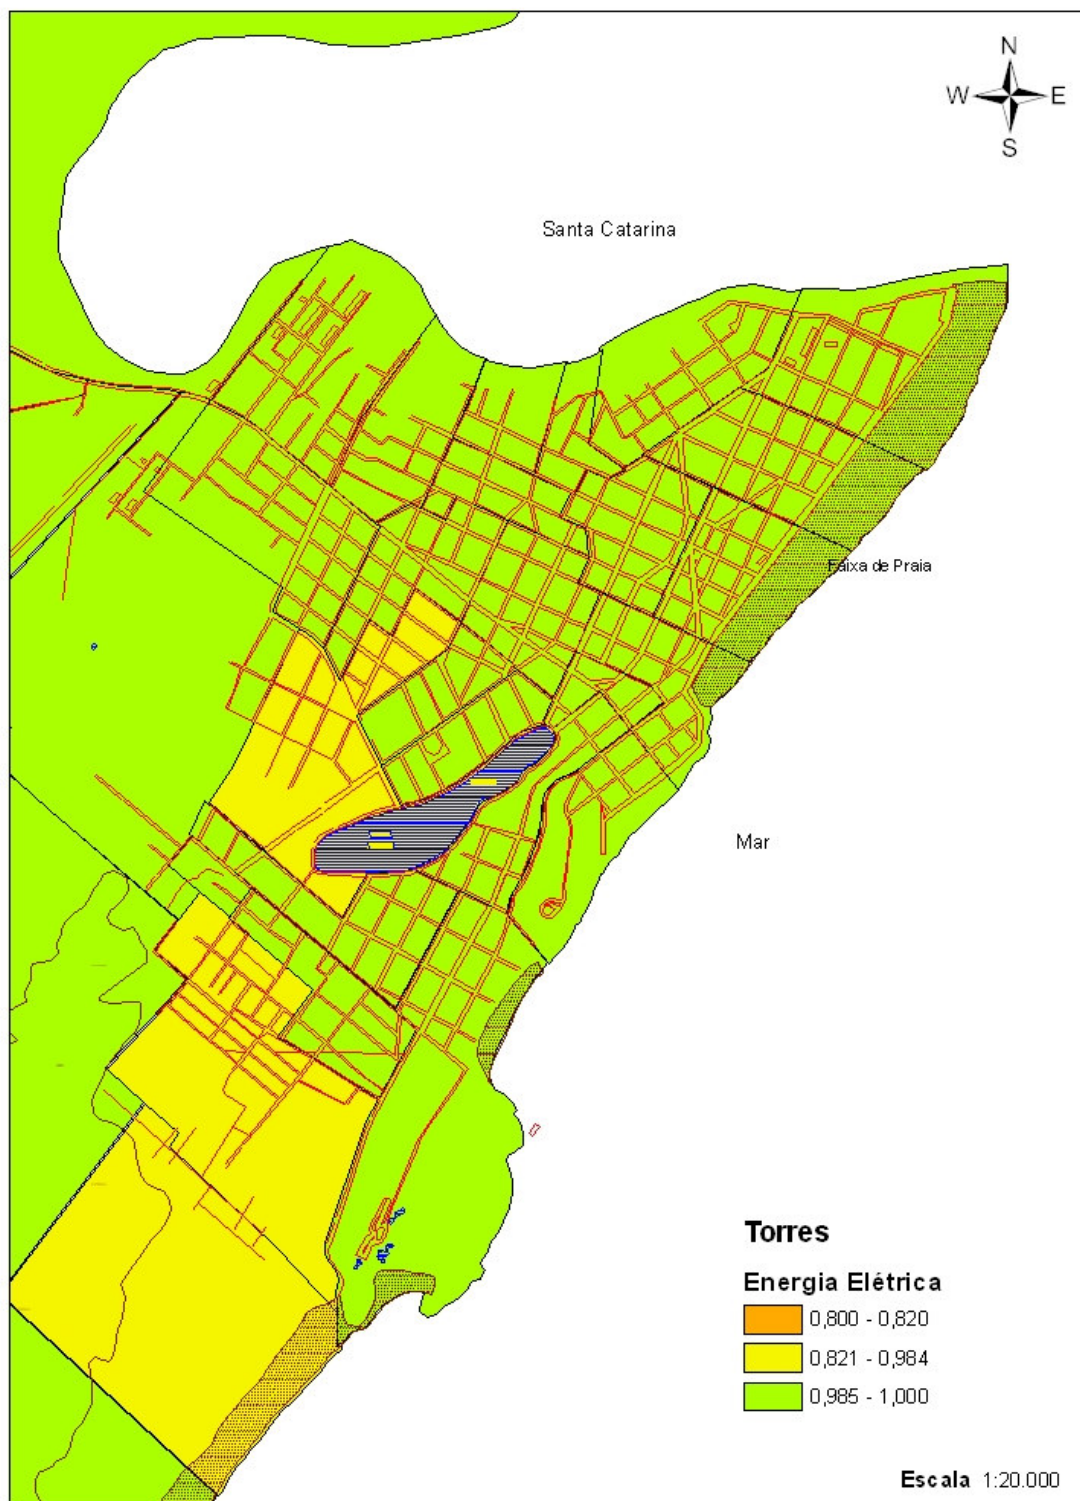 N
W E
S
Santa Catarina
Faixa de Praia
Mar
Torres
Energia Elétrica
0,800 - 0,820
0,821 - 0,984
0,985 - 1,000
Escala 1:20.000